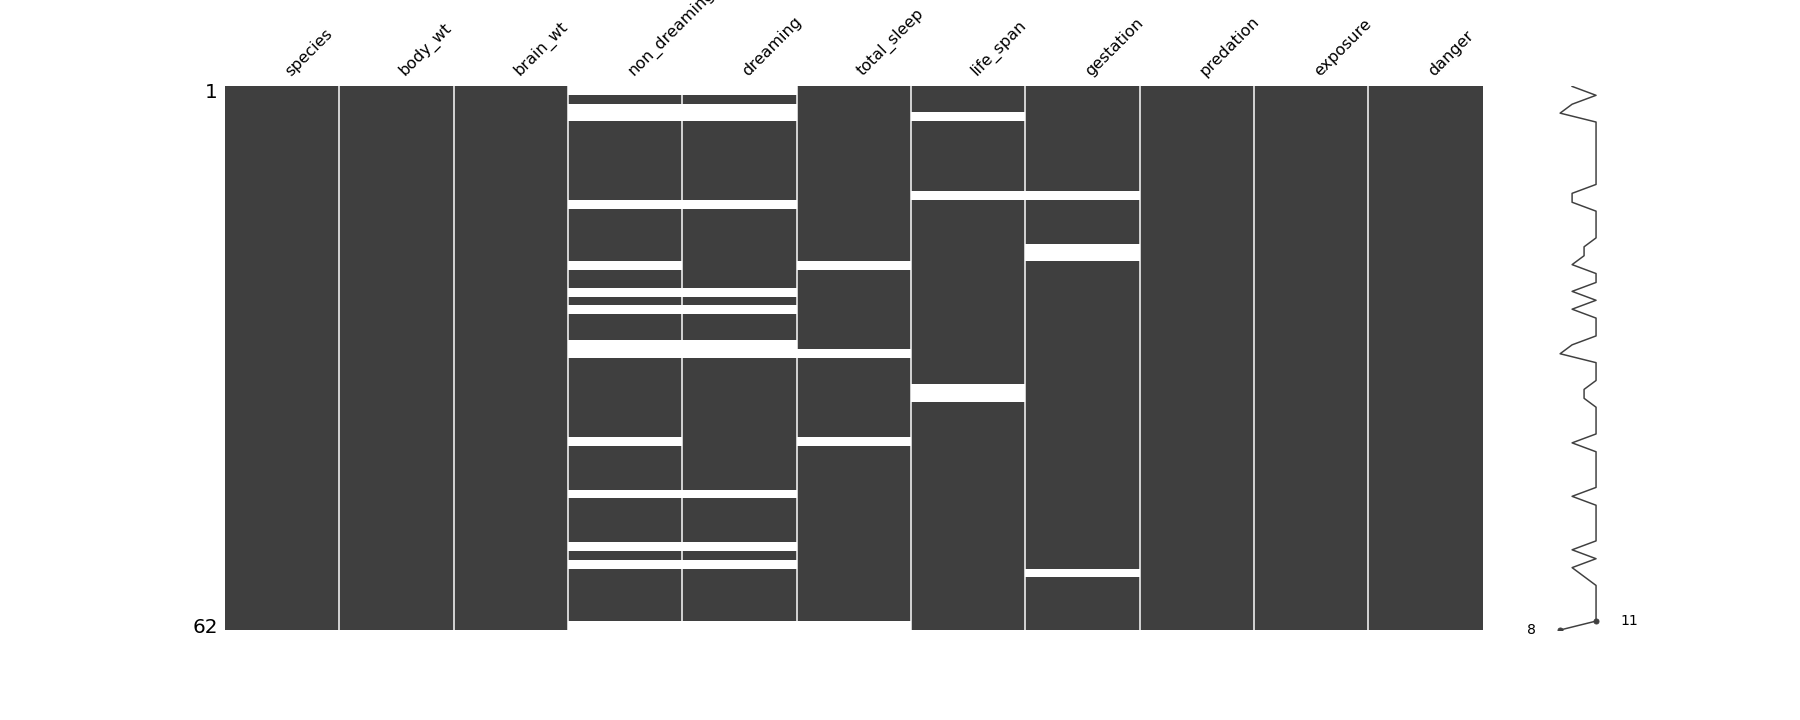 species
body_wt
brain_wt
non_dreaming
dreaming
total_sleep
life_span
gestation
predation
exposure
danger
1
62
8
11